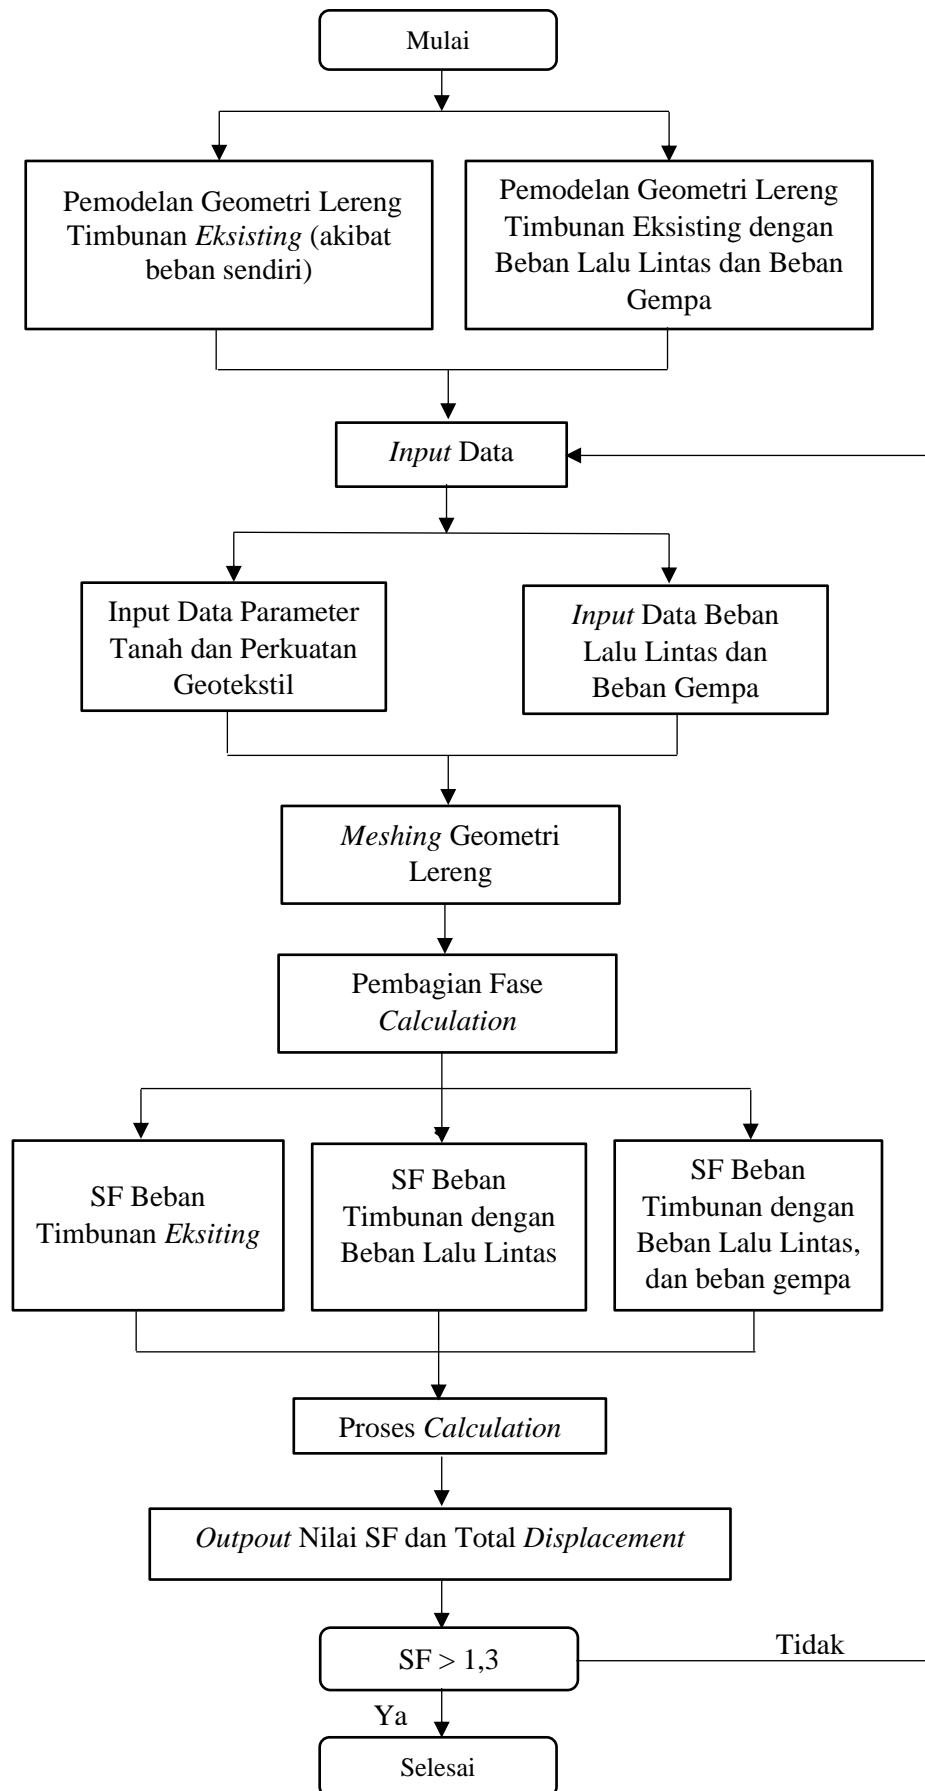 Mulai
Pemodelan Geometri Lereng
Timbunan Eksisting (akibat
beban sendiri)
Pemodelan Geometri Lereng
Timbunan Eksisting dengan
Beban Lalu Lintas dan Beban
Gempa
Input Data
Input Data Parameter
Tanah dan Perkuatan
Geotekstil
Input Data Beban
Lalu Lintas dan
Beban Gempa
Meshing Geometri
Lereng
Pembagian Fase
Calculation
SF Beban
Timbunan Eksiting
SF Beban
Timbunan dengan
Beban Lalu Lintas
SF Beban
Timbunan dengan
Beban Lalu Lintas,
dan beban gempa
Proses Calculation
Outpout Nilai SF dan Total Displacement
SF > 1,3
Tidak
Ya
Selesai